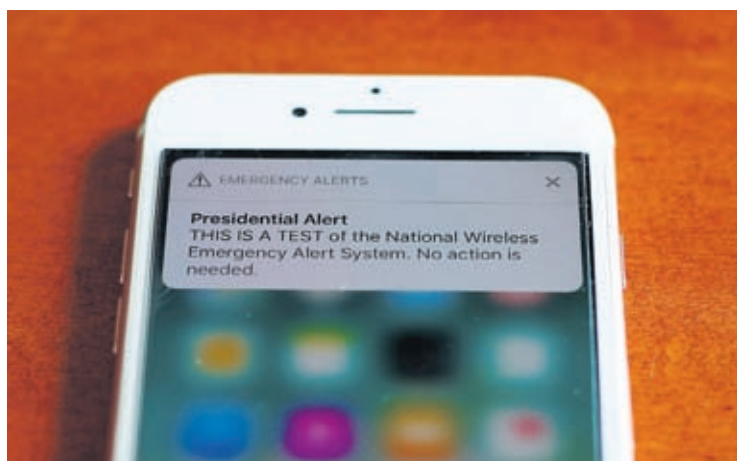 EMERGENCY ALERTS
Presidential Alert
THIS IS A TEST of the National Wireless
Emergency Alert System. No action is
needed.